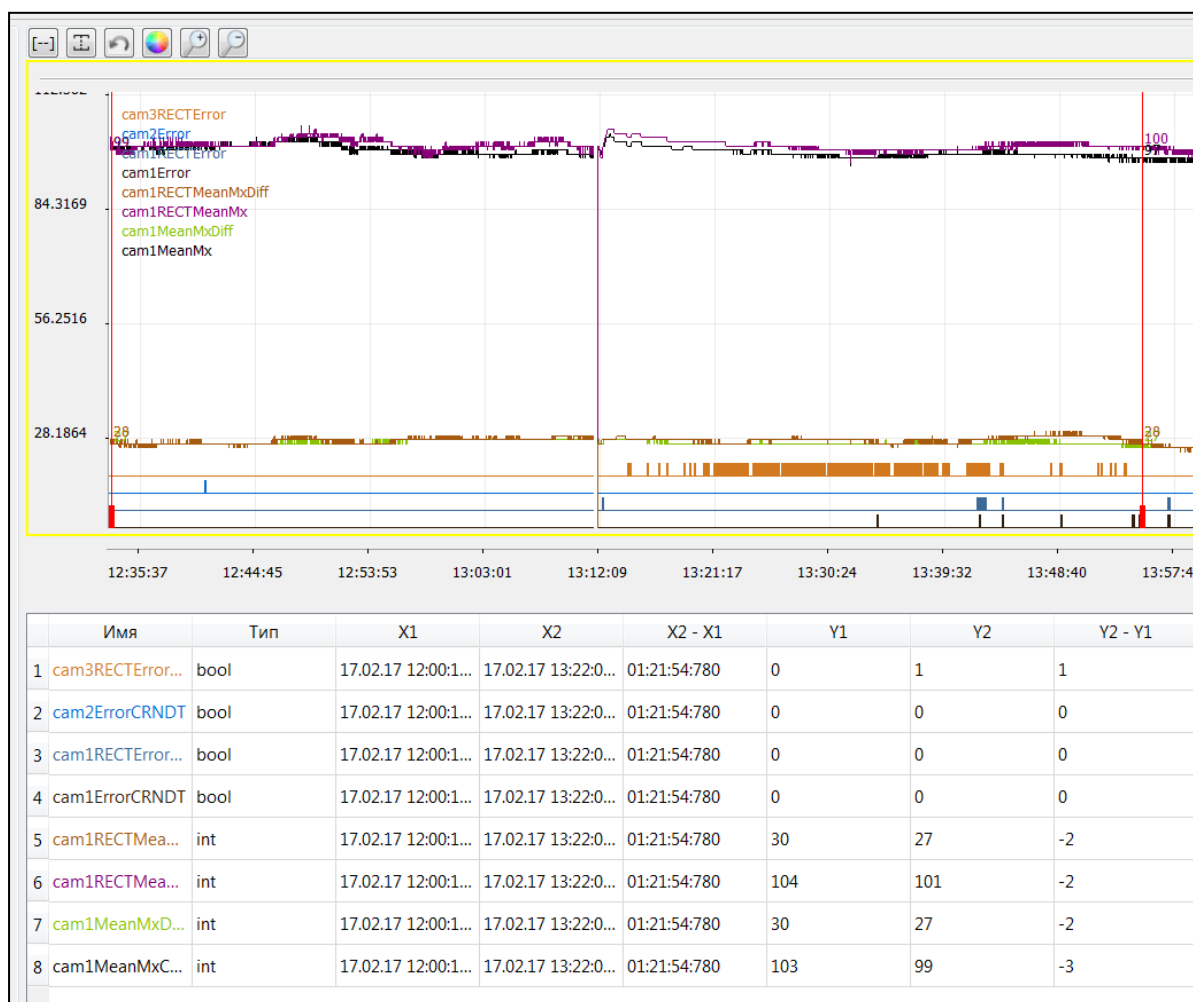 [--]
cam3RECTError
cam2Error
cam1RECTError
cam1Error
cam1RECTMeanMxDiff
cam1RECTMeanMx
cam1MeanMxDiff
cam1MeanMx
99
100
97
84.3169
56.2516
28.1864
28
28
12:35:37 12:44:45 12:53:53 13:03:01 13:12:09 13:21:17 13:30:24 13:39:32 13:48:40 13:57:4
Имя Тип X1 X2 X2 - X1 Y1 Y2 Y2 - Y1
1 cam3RECTError... bool 17.02.17 12:00:1... 17.02.17 13:22:0... 01:21:54:780 0 1 1
2 cam2ErrorCRNDT bool 17.02.17 12:00:1... 17.02.17 13:22:0... 01:21:54:780 0 0 0
3 cam1RECTError... bool 17.02.17 12:00:1... 17.02.17 13:22:0... 01:21:54:780 0 0 0
4 cam1ErrorCRNDT bool 17.02.17 12:00:1... 17.02.17 13:22:0... 01:21:54:780 0 0 0
5 cam1RECTMea... int 17.02.17 12:00:1... 17.02.17 13:22:0... 01:21:54:780 30 27 -2
6 cam1RECTMea... int 17.02.17 12:00:1... 17.02.17 13:22:0... 01:21:54:780 104 101 -2
7 cam1MeanMxD... int 17.02.17 12:00:1... 17.02.17 13:22:0... 01:21:54:780 30 27 -2
8 cam1MeanMxC... int 17.02.17 12:00:1... 17.02.17 13:22:0... 01:21:54:780 103 99 -3